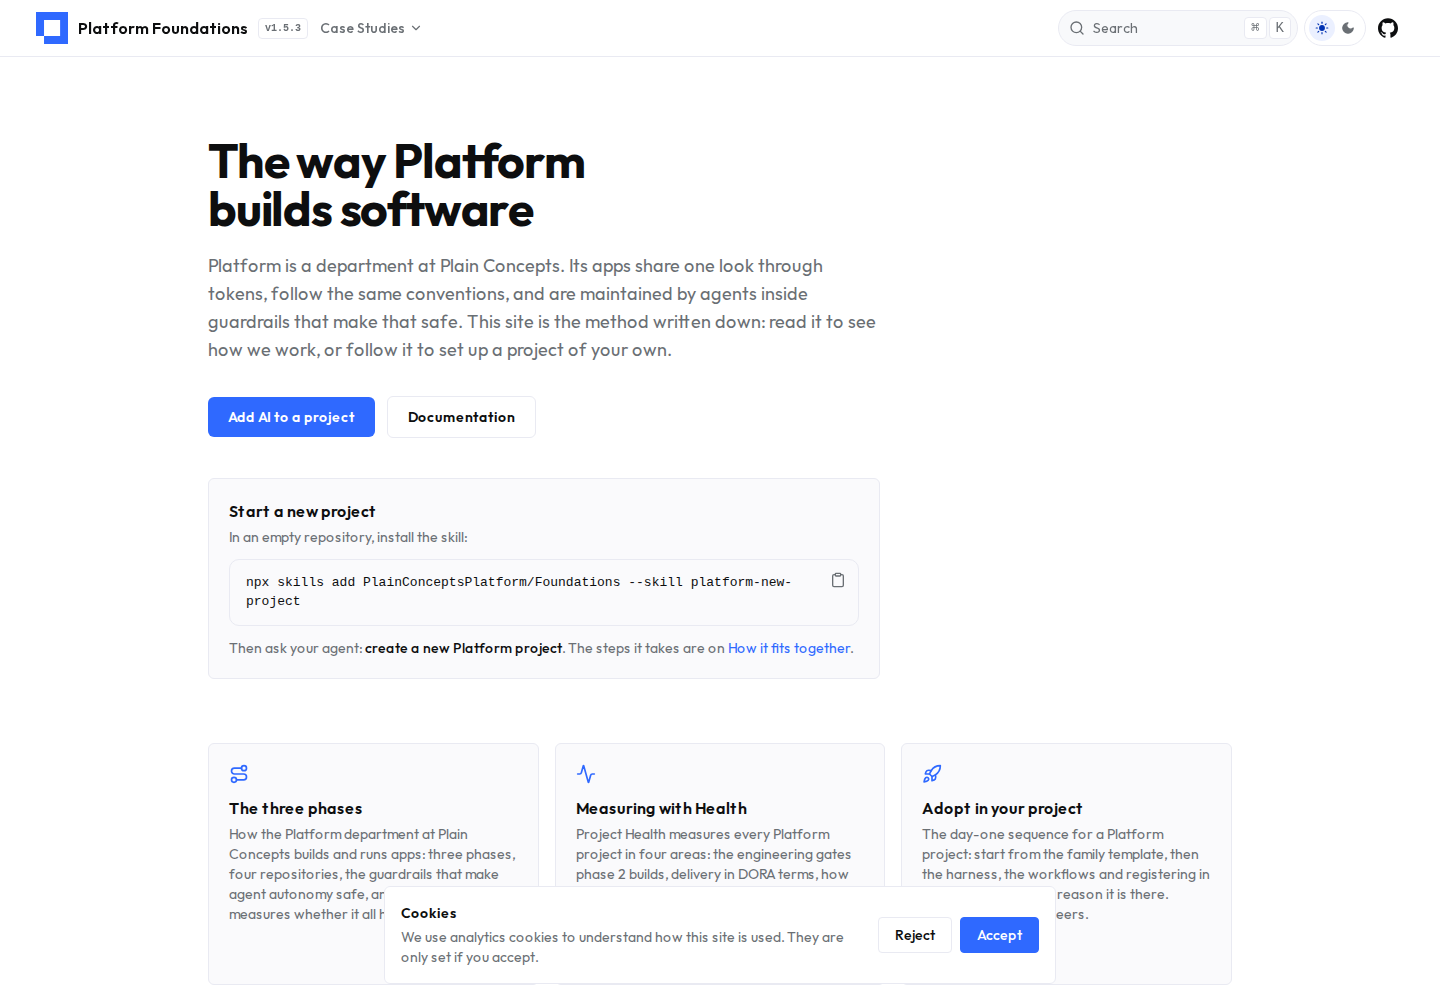 Platform Foundations v1.5.3 Case Studies Search ⌘ K
The way Platform
builds software
Platform is a department at Plain Concepts. Its apps share one look through
tokens, follow the same conventions, and are maintained by agents inside
guardrails that make that safe. This site is the method written down: read it to see
how we work, or follow it to set up a project of your own.
Add AI to a project Documentation
Start a new project
In an empty repository, install the skill:
npx skills add PlainConceptsPlatform/Foundations --skill platform-new-
project
Then ask your agent: create a new Platform project. The steps it takes are on How it fits together.
The three phases
How the Platform department at Plain
Concepts builds and runs apps: three phases,
four repositories, the guardrails that make
agent autonomy safe, a
measures whether it all
Measuring with Health
Project Health measures every Platform
project in four areas: the engineering gates
phase 2 builds, delivery in DORA terms, how
Adopt in your project
The day-one sequence for a Platform
project: start from the family template, then
the harness, the workflows and registering in
reason it is there.
eers.
Cookies
We use analytics cookies to understand how this site is used. They are
only set if you accept.
Reject Accept